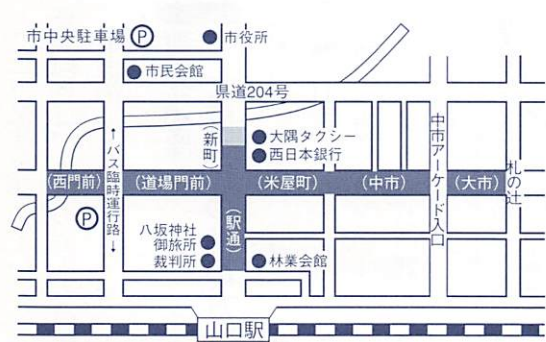 市中央駐車場 P
市役所
市民会館
県道204号
(新町)
大隅タクシー
西日本銀行
中市アーケード入口
札の辻
←バス臨時運行路→
(西門前)
(道場門前)
(米屋町)
(中市)
(大市)
P
(駅通)
八坂神社
御旅所
裁判所
林業会館
山口駅